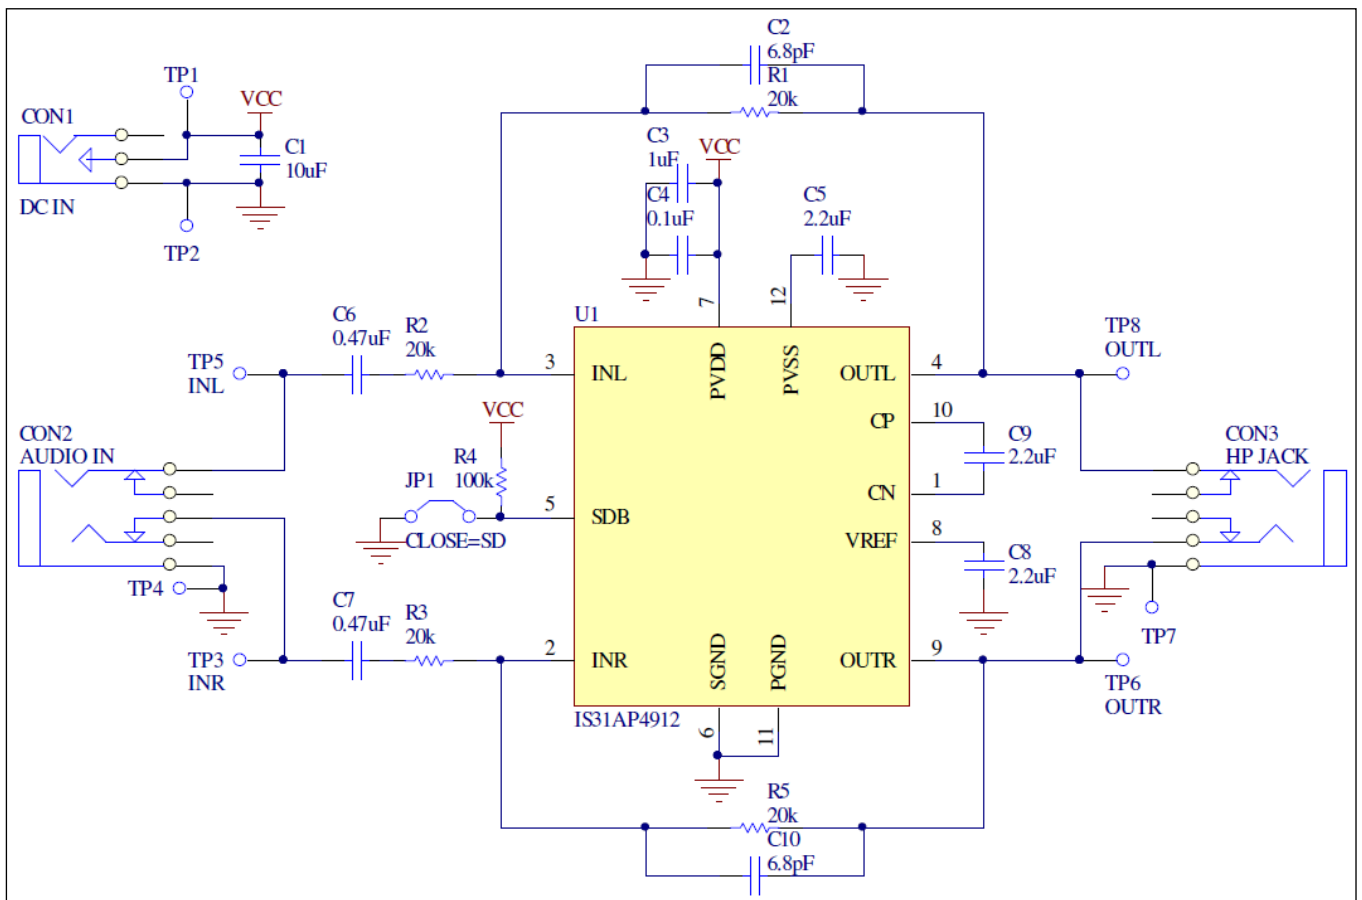 C2
6.8pF
R1
20k
TP1
VCC
CON1
C1
10uF
DC IN
TP2
C3
1uF
VCC
C4
0.1uF
C5
2.2uF
7
12
C6
0.47uF
R2
20k
U1
TP5
INL
3
INL
PVDD
PVSS
OUTL
4
TP8
OUTL
VCC
CP
10
CON2
AUDIO IN
R4
100k
JP1
C9
2.2uF
CON3
HP JACK
CN
1
5
SDB
CLOSE=SD
VREF
8
C8
2.2uF
TP4
TP7
C7
0.47uF
R3
20k
TP3
INR
2
INR
SGND
PGND
OUTR
9
TP6
OUTR
IS31AP4912
6
11
R5
20k
C10
6.8pF